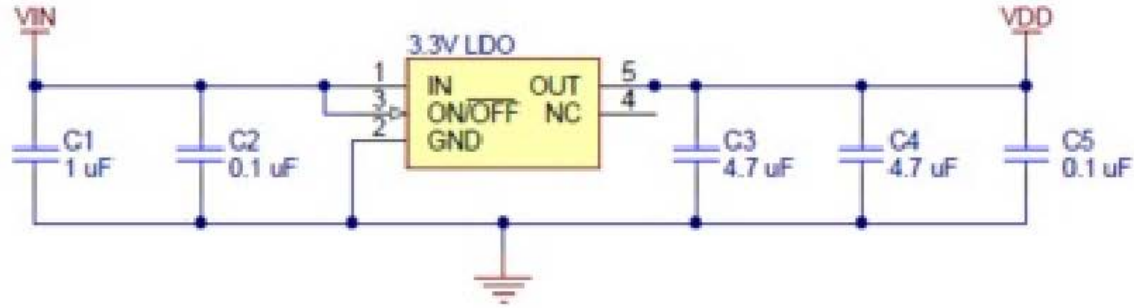 VIN
VDD
3.3V LDO
1
IN
OUT
5
3
ON/OFF
NC
4
2
GND
C1
1 uF
C2
0.1 uF
C3
4.7 uF
C4
4.7 uF
C5
0.1 uF